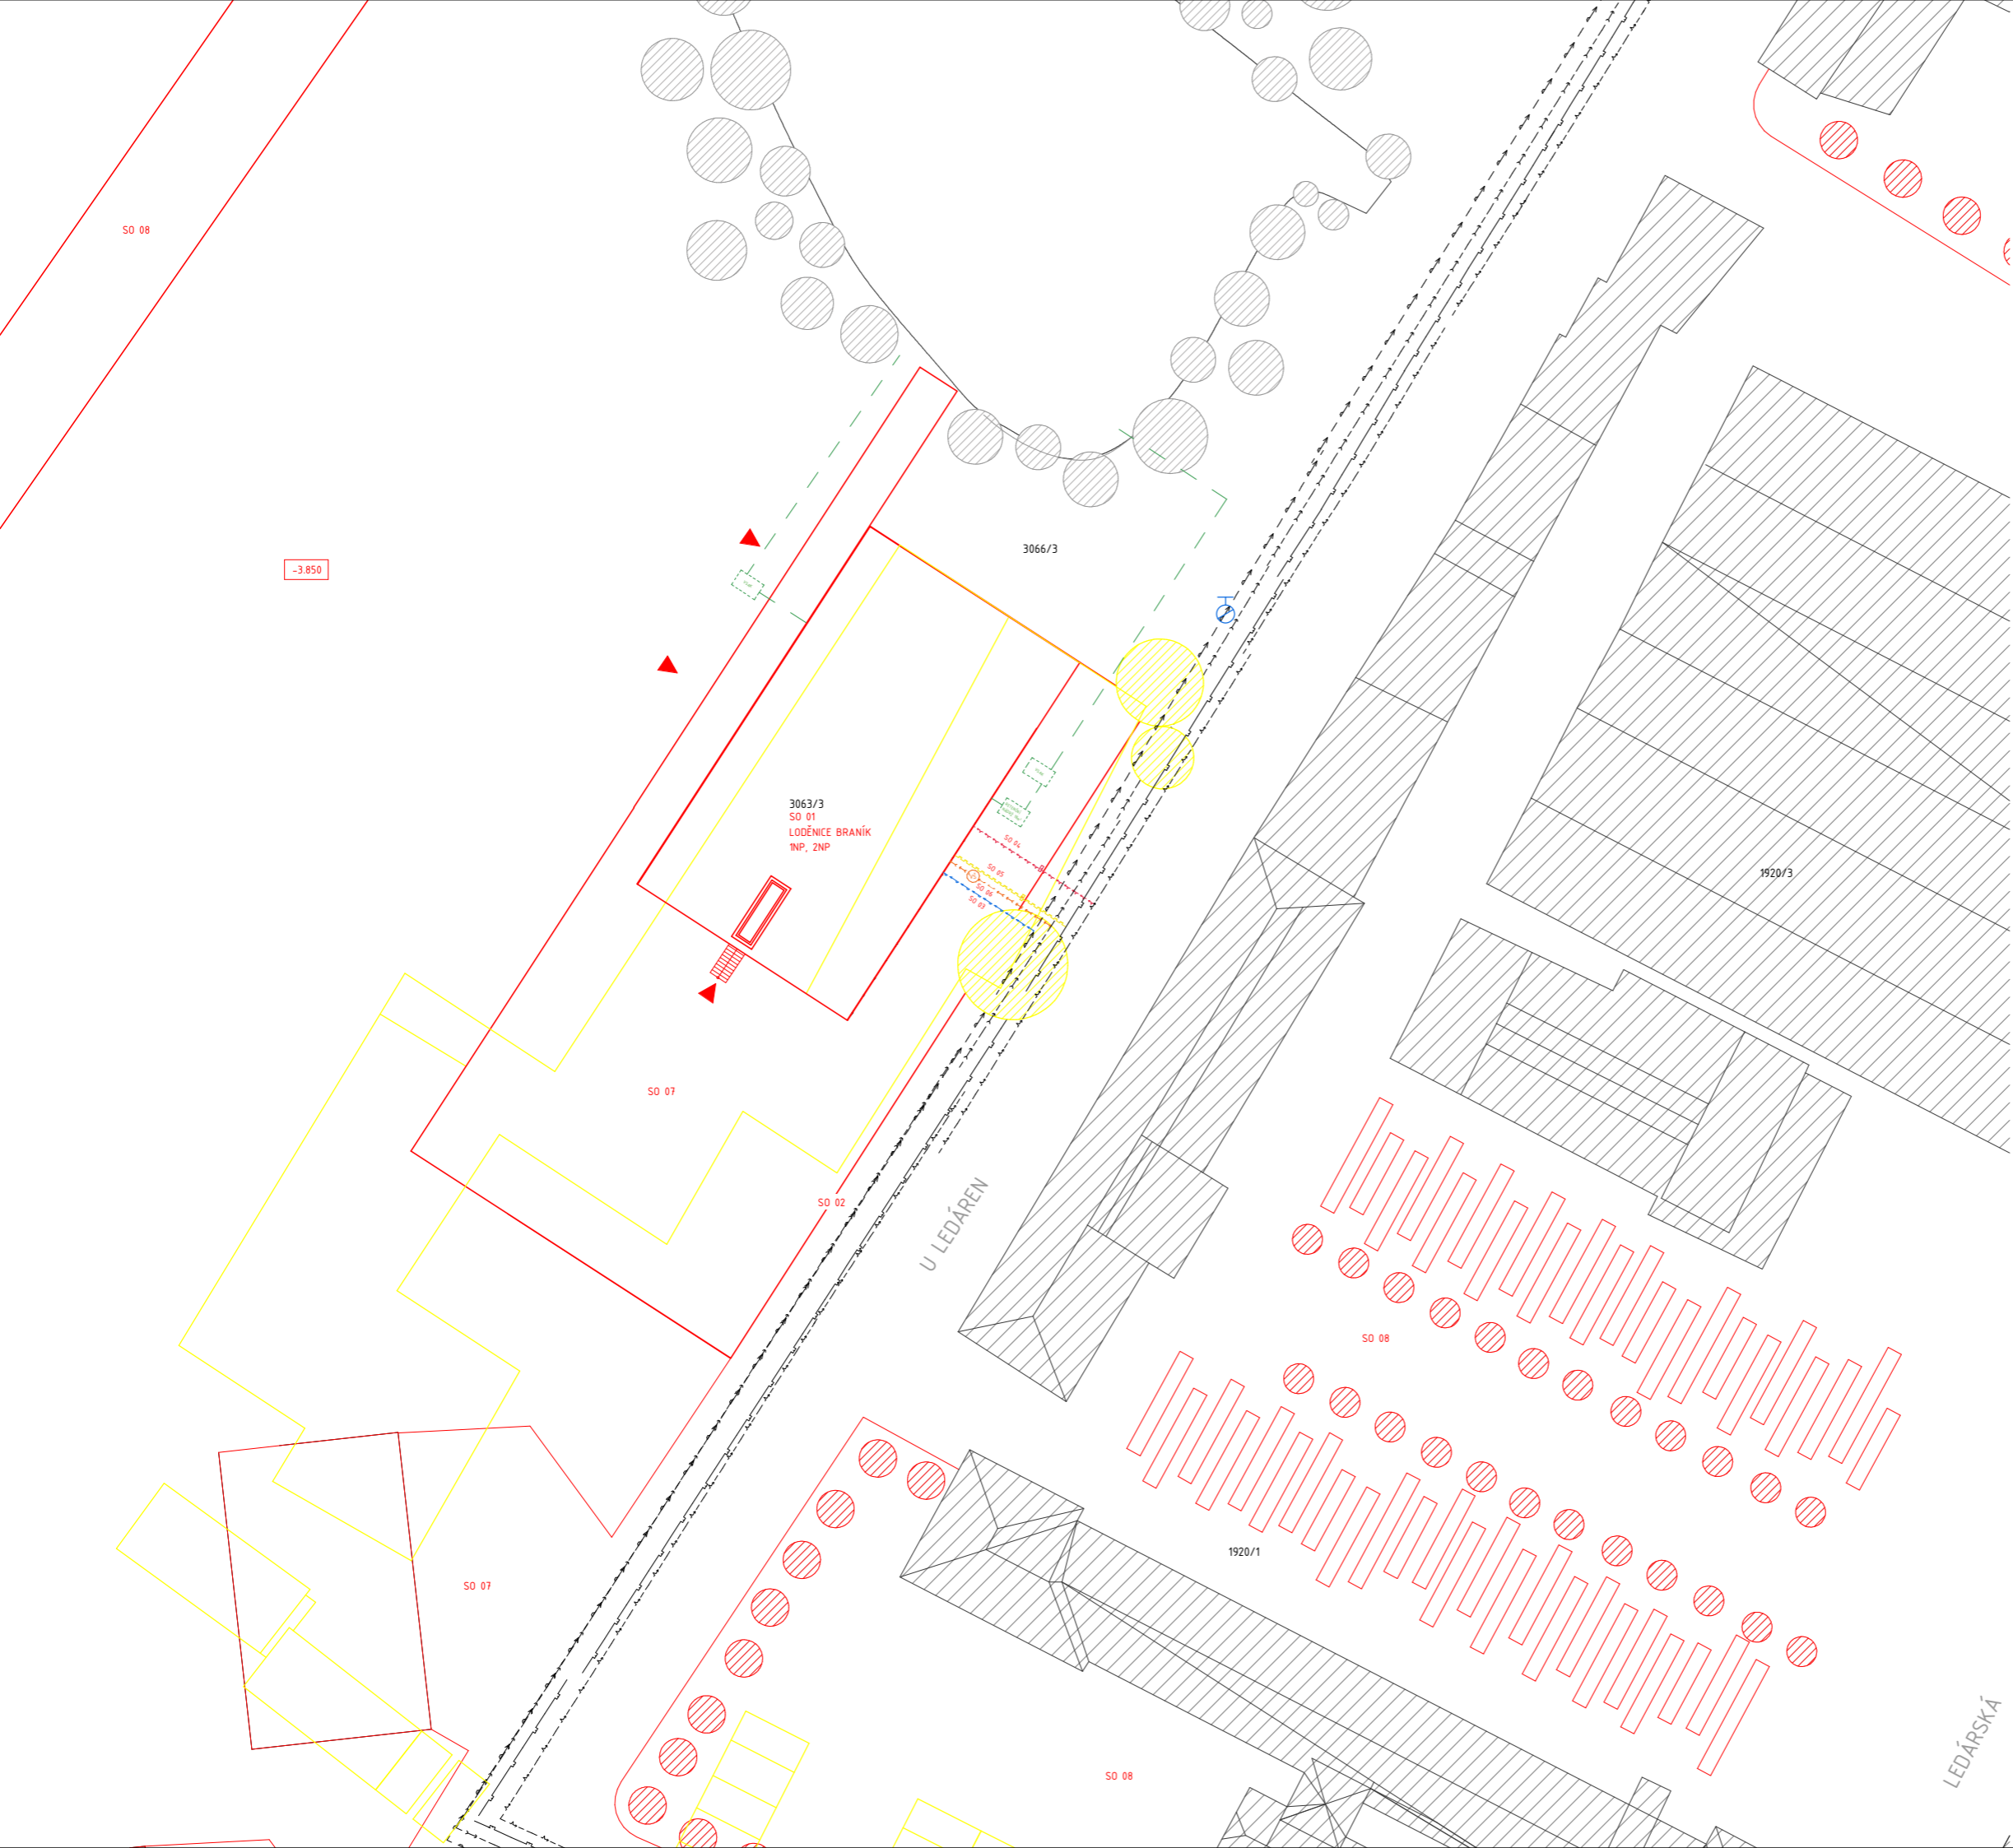 SO 08
-3.850
3066/3
3063/3
SO 01
LODĚNICE BRANÍK
1NP, 2NP
SO 04
SO 05
SO 06
SO 03
1920/3
SO 07
SO 02
U LEDÁREN
SO 08
1920/1
SO 07
LEDÁRSKÁ
SO 08